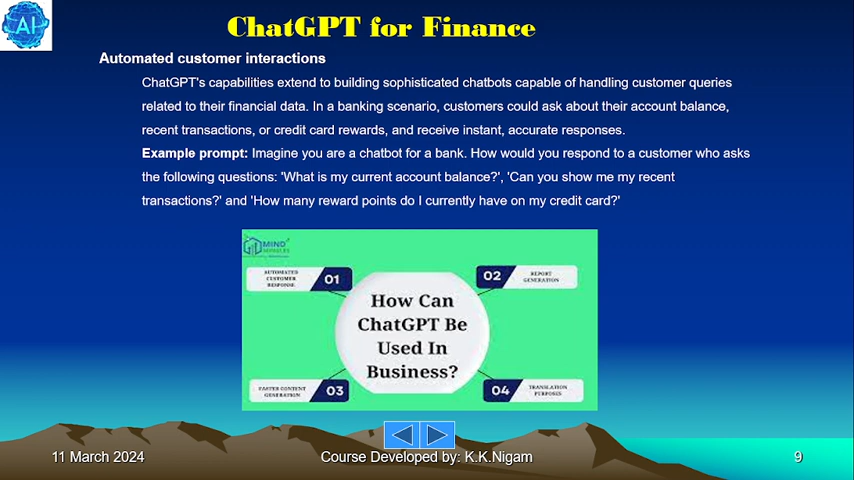 AI
ChatGPT for Finance
Automated customer interactions
ChatGPT's capabilities extend to building sophisticated chatbots capable of handling customer queries
related to their financial data. In a banking scenario, customers could ask about their account balance,
recent transactions, or credit card rewards, and receive instant, accurate responses.
Example prompt: Imagine you are a chatbot for a bank. How would you respond to a customer who asks
the following questions: 'What is my current account balance?', 'Can you show me my recent
transactions?' and 'How many reward points do I currently have on my credit card?'
MIND
AUTOMATED
CUSTOMER
RESPONSE
01
02
REPORT
GENERATION
How Can
ChatGPT Be
Used In
Business?
FASTER CONTENT
GENERATION
03
04
TRANSLATION
PURPOSES
11 March 2024
Course Developed by: K.K.Nigam
9